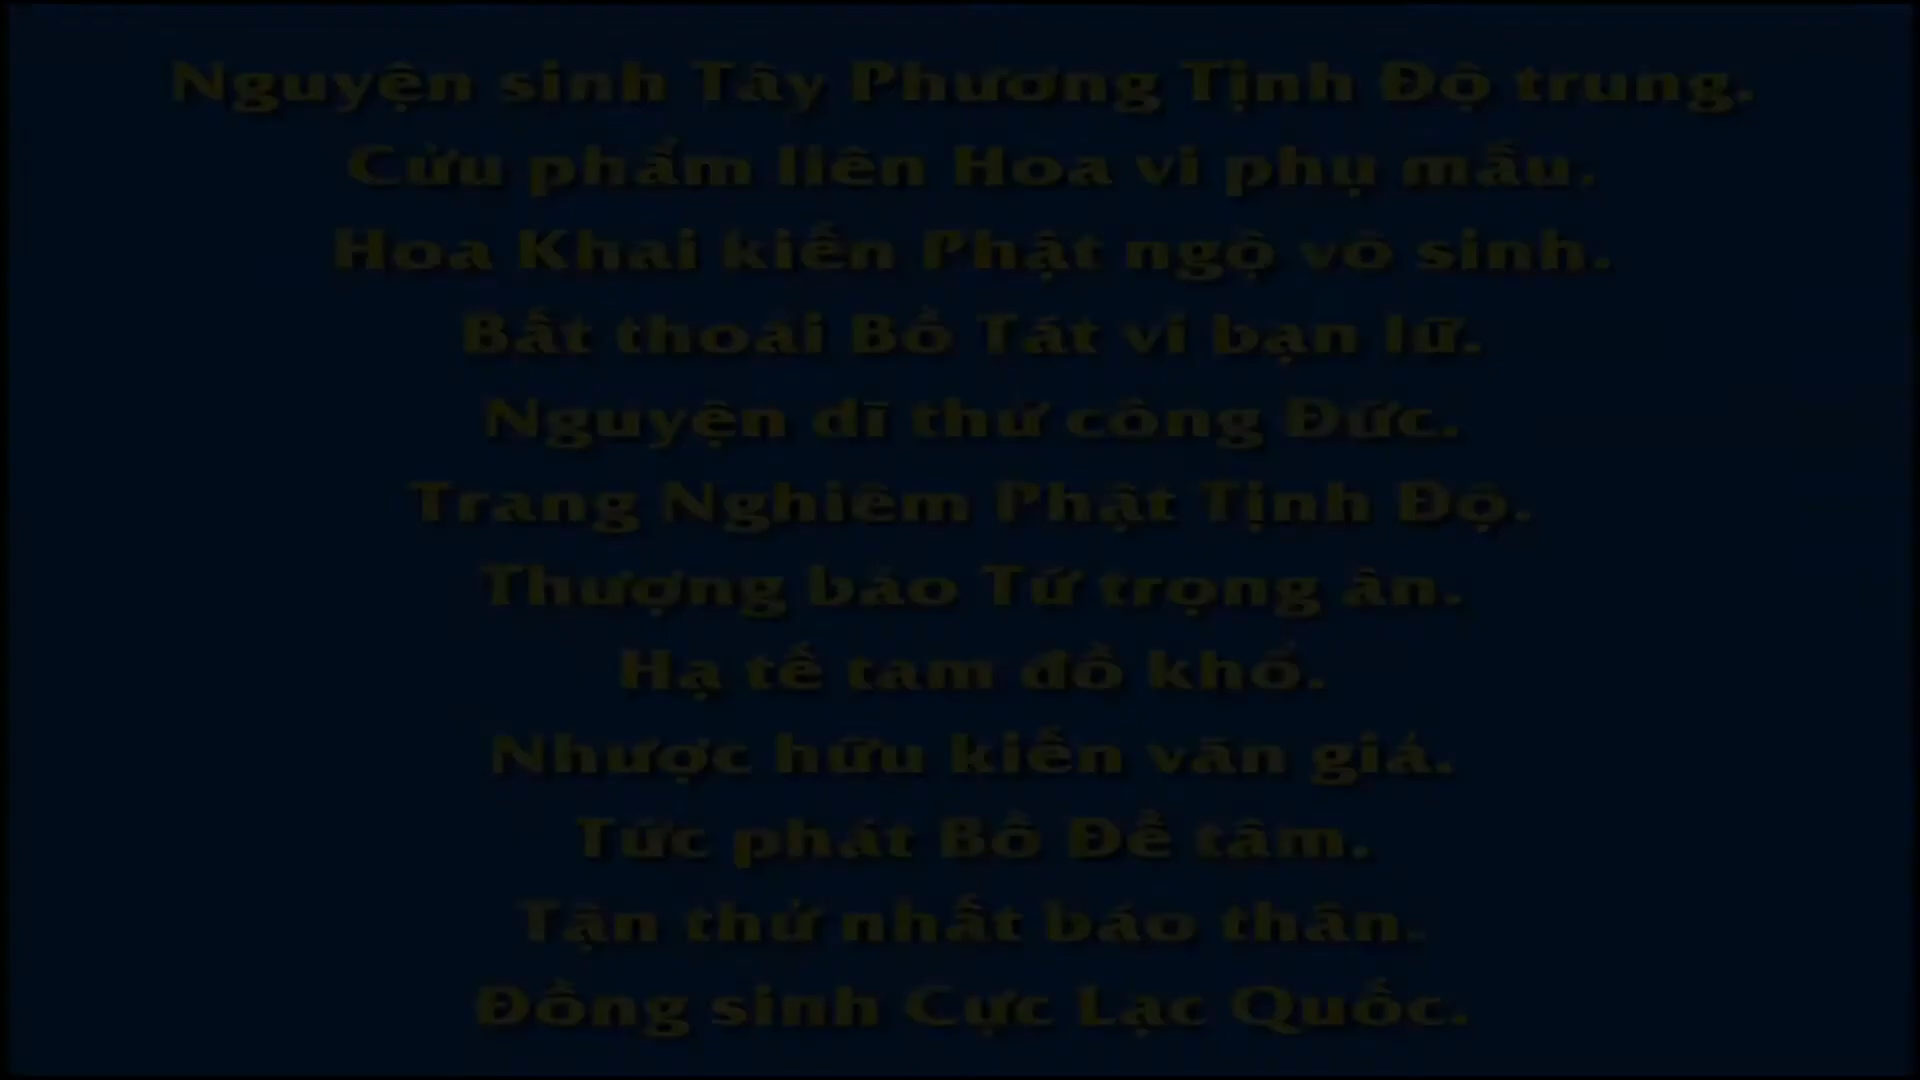 Nguyện sinh Tây Phương Tịnh Độ trung.
Cửu phẩm liên Hoa vi phụ mẫu.
Hoa Khai kiến Phật ngộ vô sinh.
Bất thoái Bồ Tát vi bạn lữ.
Nguyện dĩ thử công Đức.
Trang Nghiêm Phật Tịnh Độ.
Thượng báo Tứ trọng ân.
Hạ tế tam đồ khổ.
Nhược hữu kiến văn giả.
Tức phát Bồ Đề tâm.
Tận thử nhất báo thân.
Đồng sinh Cực Lạc Quốc.